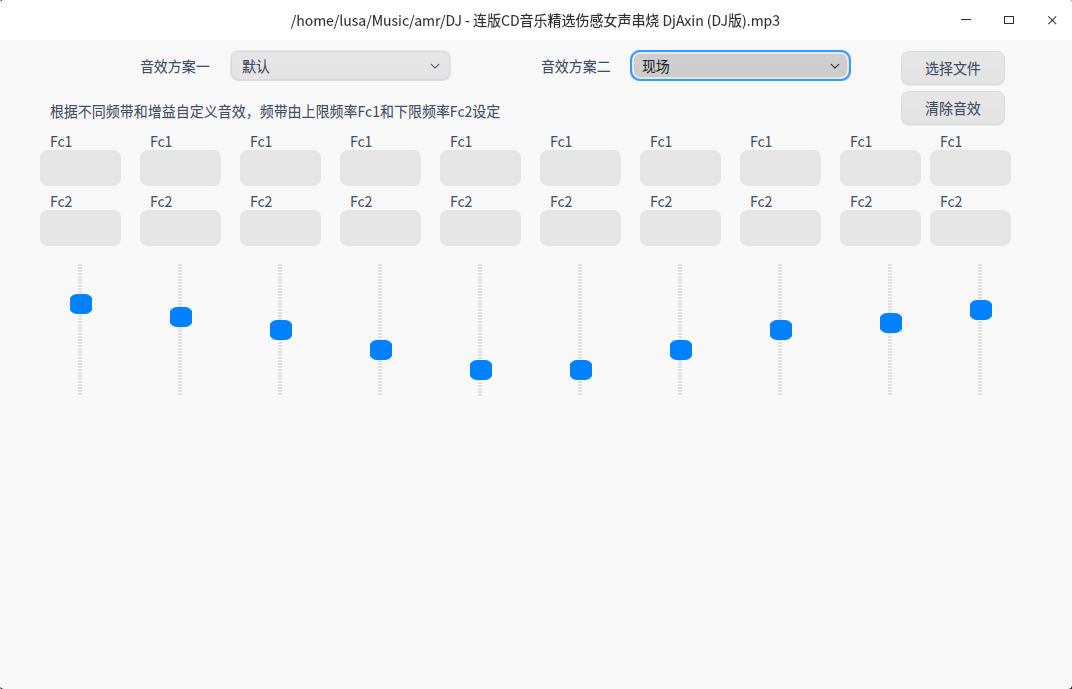 /home/lusa/Music/amr/DJ - 连版CD音乐精选伤感女声串烧 DjAxin (DJ版).mp3
音效方案一 默认 音效方案二 现场 选择文件
根据不同频带和增益自定义音效，频带由上限频率Fc1和下限频率Fc2设定 清除音效
Fc1 Fc1 Fc1 Fc1 Fc1 Fc1 Fc1 Fc1 Fc1 Fc1
Fc2 Fc2 Fc2 Fc2 Fc2 Fc2 Fc2 Fc2 Fc2 Fc2